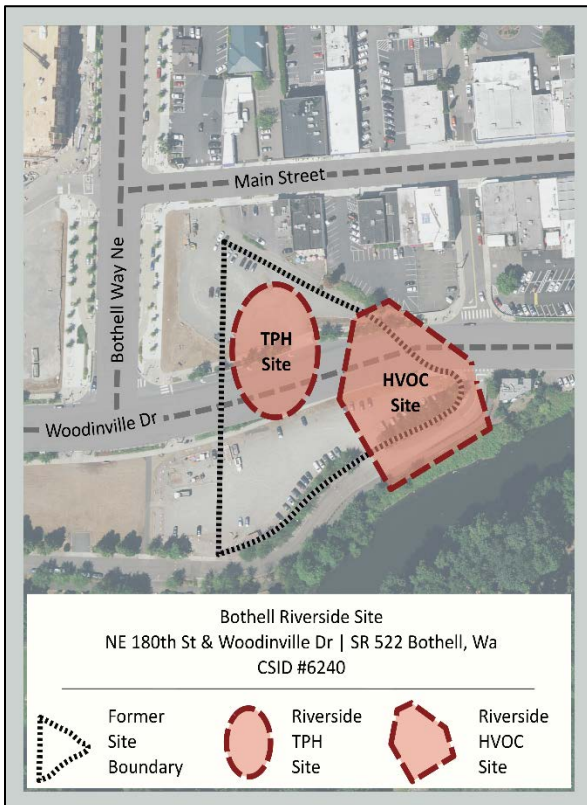 Main Street
Bothell Way Ne
TPH
Site
HVOC
Site
Woodinville Dr
Bothell Riverside Site
NE 180th St & Woodinville Dr | SR 522 Bothell, Wa
CSID #6240
Former
Site
Boundary
Riverside
TPH
Site
Riverside
HVOC
Site